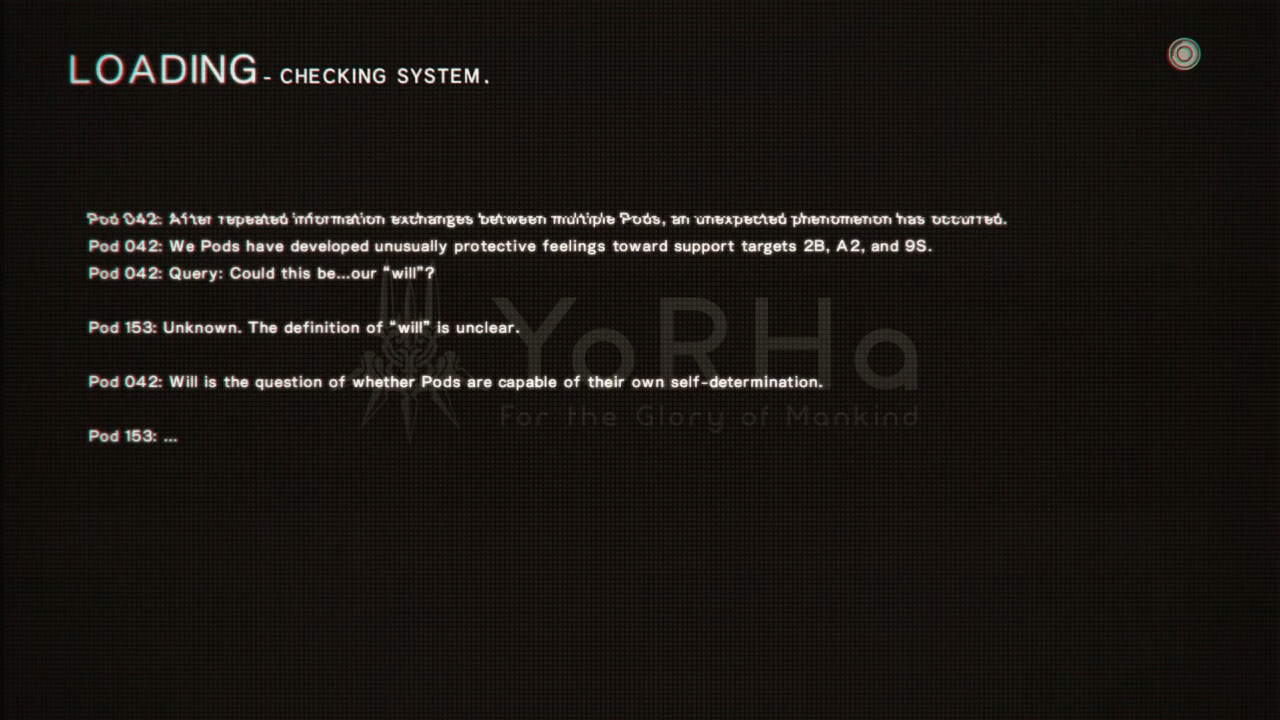 LOADING - CHECKING SYSTEM.
Pod 042: After repeated information exchanges between multiple Pods, an unexpected phenomenon has occurred.
Pod 042: We Pods have developed unusually protective feelings toward support targets 2B, A2, and 9S.
Pod 042: Query: Could this be...our “will”?
Pod 153: Unknown. The definition of “will” is unclear.
YoRHa
Pod 042: Will is the question of whether Pods are capable of their own self-determination.
For the Glory of Mankind
Pod 153: ...